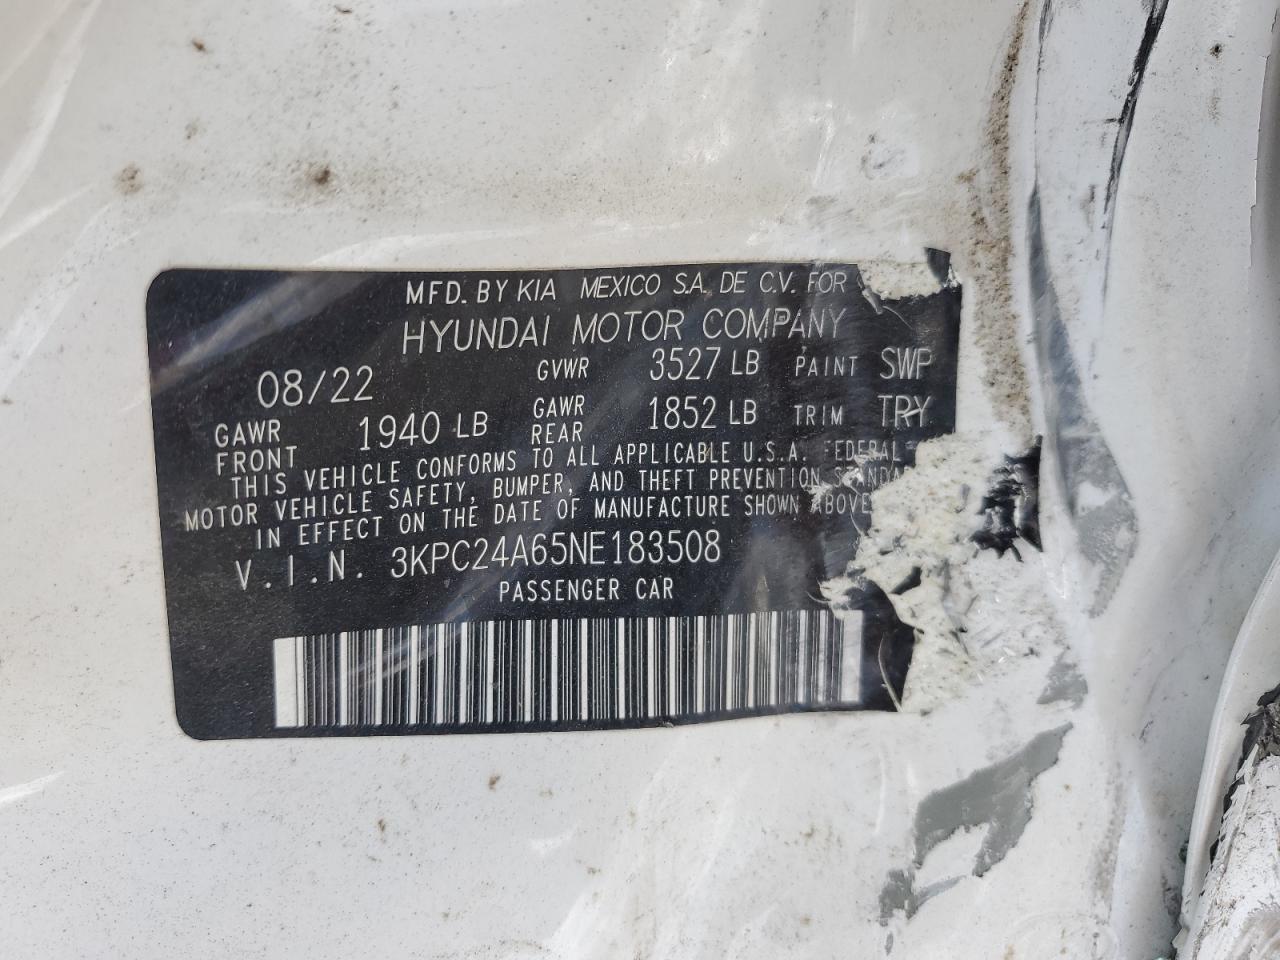 MFD. BY KIA MEXICO S.A. DE C.V. FOR
HYUNDAI MOTOR COMPANY
08/22 GVWR 3527 LB PAINT SWP
GAWR FRONT 1940 LB GAWR REAR 1852 LB TRIM TRY
THIS VEHICLE CONFORMS TO ALL APPLICABLE U.S.A. FEDERAL
MOTOR VEHICLE SAFETY, BUMPER, AND THEFT PREVENTION
IN EFFECT ON THE DATE OF MANUFACTURE SHOWN ABOVE
V.I.N. 3KPC24A65NE183508
PASSENGER CAR